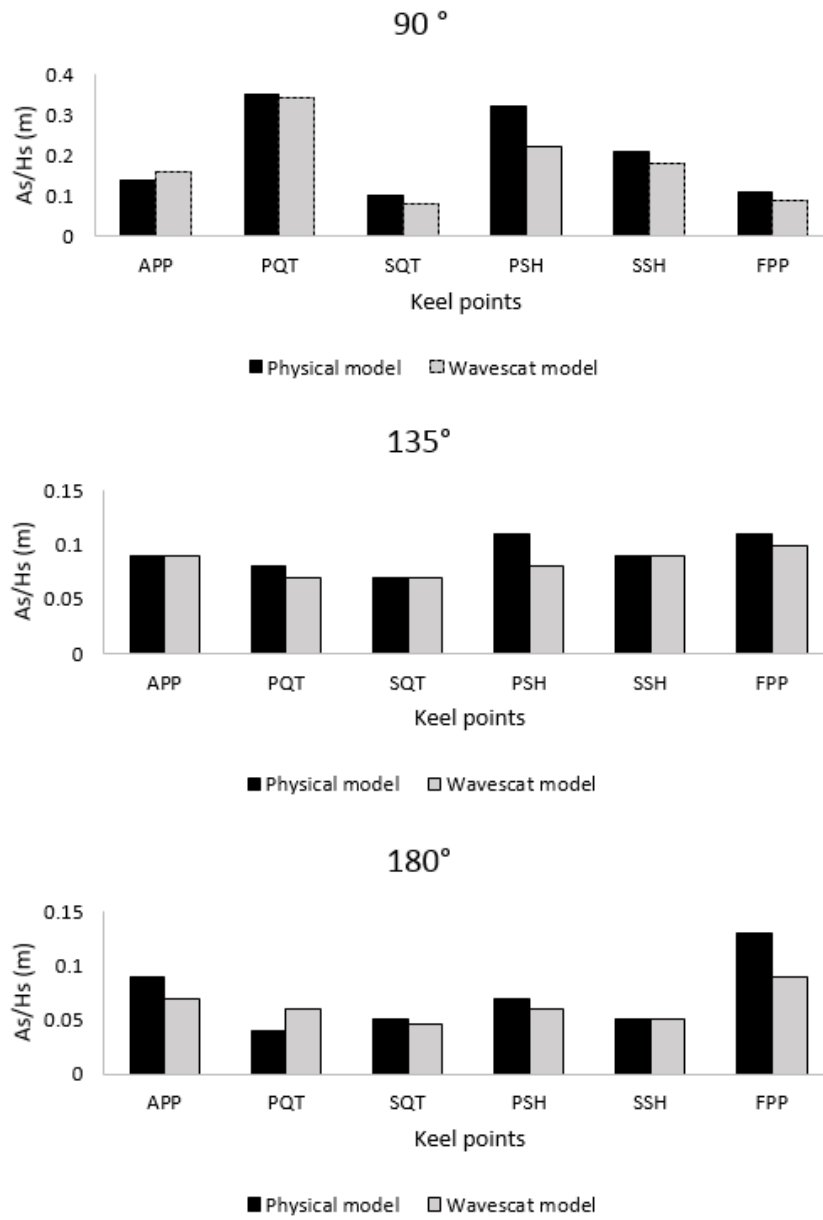 90 °
As/Hs (m)
0.4
0.3
0.2
0.1
0
APP PQT SQT PSH SSH FPP
Keel points
Physical model Wavescat model
135°
As/Hs (m)
0.15
0.1
0.05
0
APP PQT SQT PSH SSH FPP
Keel points
Physical model Wavescat model
180°
As/Hs (m)
0.15
0.1
0.05
0
APP PQT SQT PSH SSH FPP
Keel points
Physical model Wavescat model